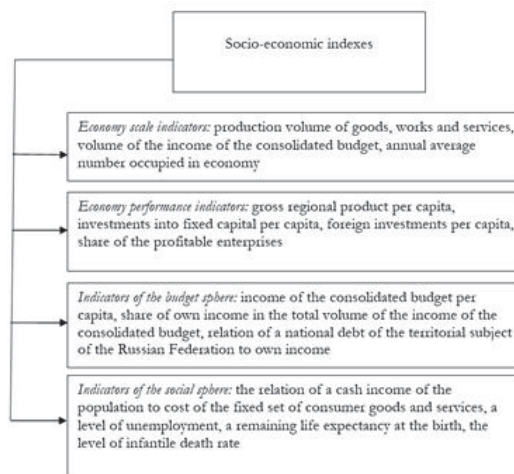 Socio-economic indexes
Economy scale indicators: production volume of goods, works and services,
volume of the income of the consolidated budget, annual average
number occupied in economy
Economy performance indicators: gross regional product per capita,
investments into fixed capital per capita, foreign investments per capita,
share of the profitable enterprises
Indicators of the budget sphere: income of the consolidated budget per
capita, share of own income in the total volume of the income of the
consolidated budget, relation of a national debt of the territorial subject
of the Russian Federation to own income
Indicators of the social sphere: the relation of a cash income of the
population to cost of the fixed set of consumer goods and services, a
level of unemployment, a remaining life expectancy at the birth, the
level of infantile death rate